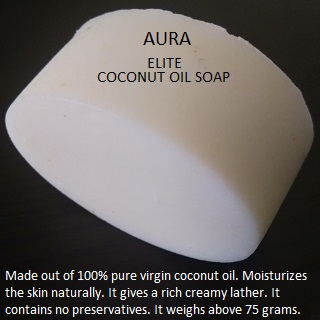 AURA
ELITE
COCONUT OIL SOAP
Made out of 100% pure virgin coconut oil. Moisturizes
the skin naturally. It gives a rich creamy lather. It
contains no preservatives. It weighs above 75 grams.